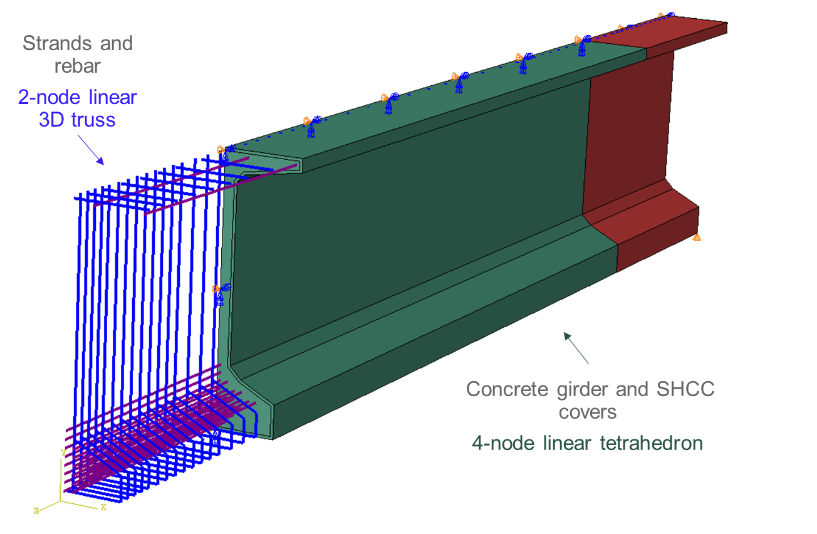 Strands and
rebar
2-node linear
3D truss
Concrete girder and SHCC
covers
4-node linear tetrahedron
Y
Z
X